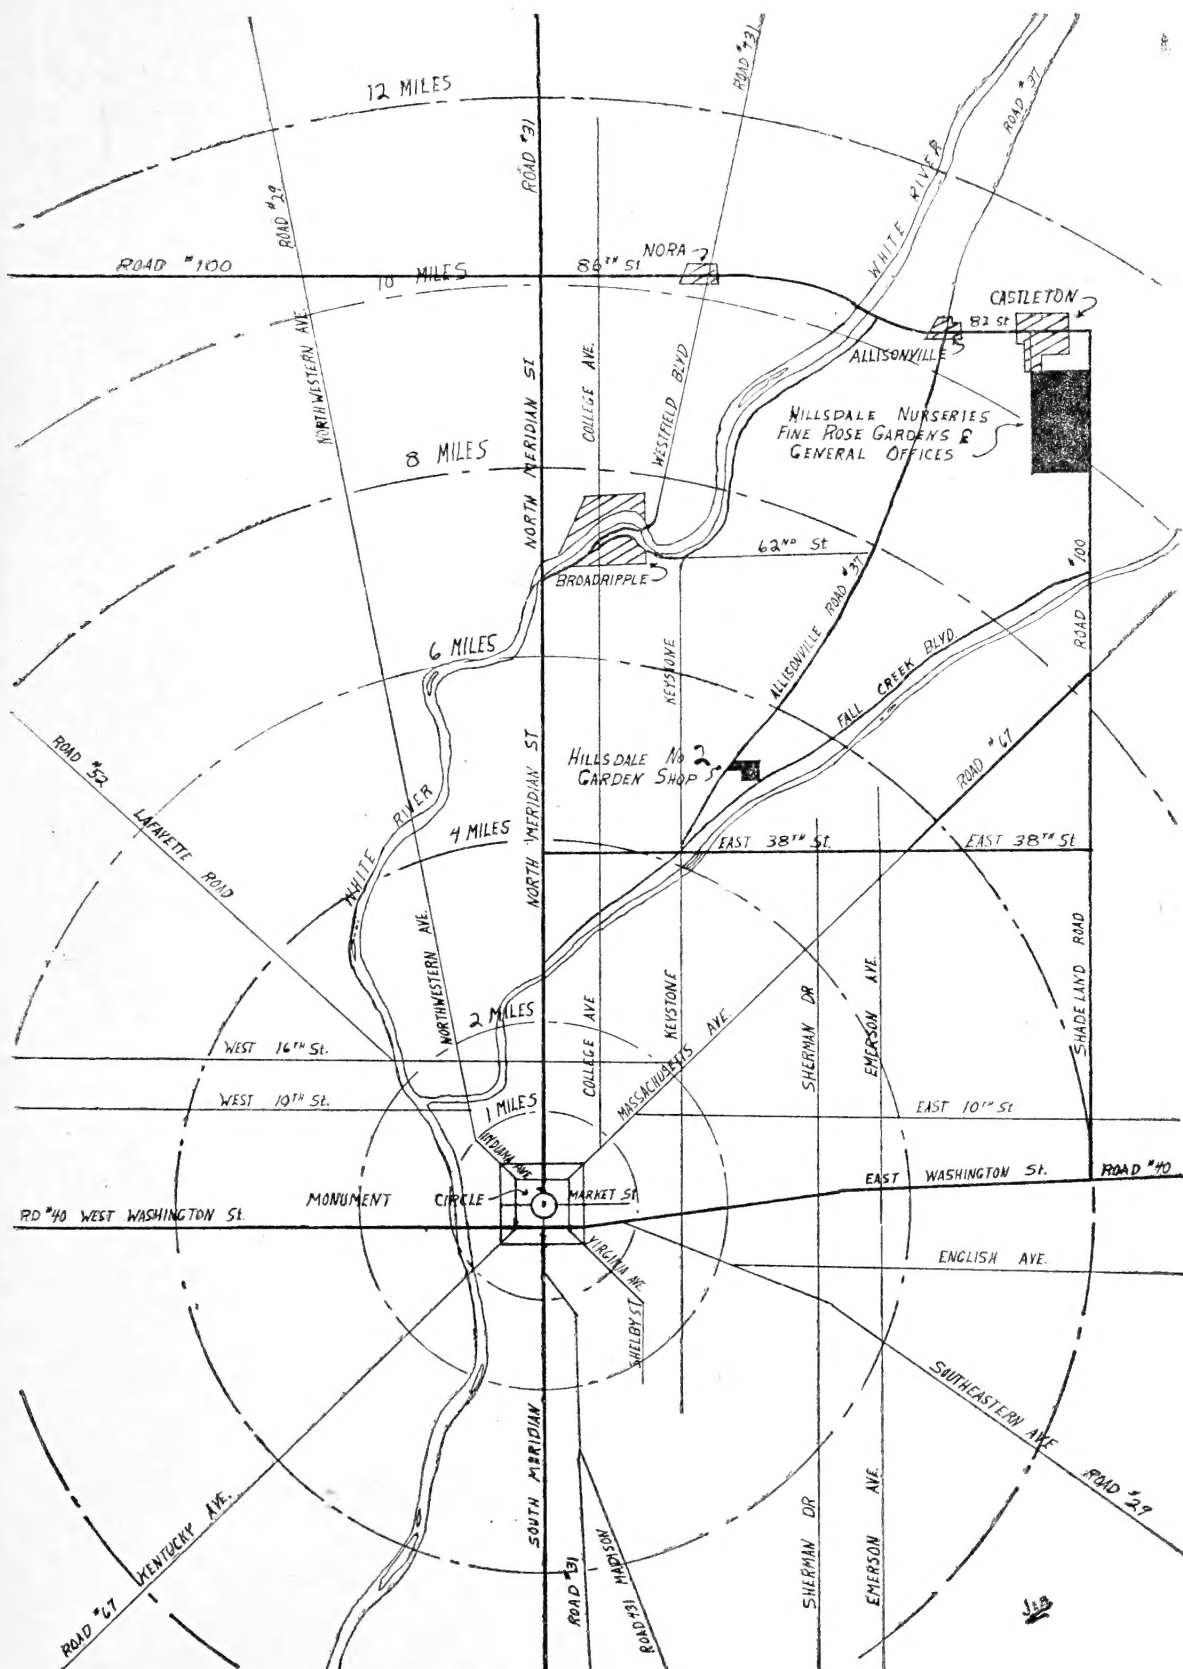 12 MILES
ROAD #31
ROAD #431
ROAD #37
ROAD #29
WHITE RIVER
ROAD #100
10 MILES
86TH St
NORA
CASTLETON
82 St
ALLISONVILLE
NORTHWESTERN AVE.
NORTH MERIDIAN ST
COLLEGE AVE.
WESTFIELD BLVD
HILLSDALE NURSERIES
FINE ROSE GARDENS &
GENERAL OFFICES
8 MILES
62ND St
BROADRIPPLE
ROAD #100
ALLISONVILLE ROAD #37
6 MILES
KEYSTONE
FALL CREEK BLVD.
ROAD #52
LAFAYETTE ROAD
NORTH MERIDIAN ST
HILLSDALE No 2
GARDEN SHOP
ROAD #67
WHITE RIVER
4 MILES
EAST 38TH St.
EAST 38TH St
NORTHWESTERN AVE.
2 MILES
COLLEGE AVE
KEYSTONE
MASSACHUSETTS AVE.
SHERMAN DR
EMERSON AVE.
SHADELAND ROAD
WEST 16TH St.
WEST 10TH St.
1 MILES
EAST 10TH St
INDIANA AVE
MONUMENT CIRCLE
MARKET St
EAST WASHINGTON St.
ROAD #40
RD #40 WEST WASHINGTON St.
VIRGINIA AVE
ENGLISH AVE.
SHELBY ST
SOUTHEASTERN AVE
ROAD #29
SOUTH MERIDIAN
KENTUCKY AVE.
ROAD #67
ROAD #31
ROAD 431 MADISON
SHERMAN DR
EMERSON AVE.